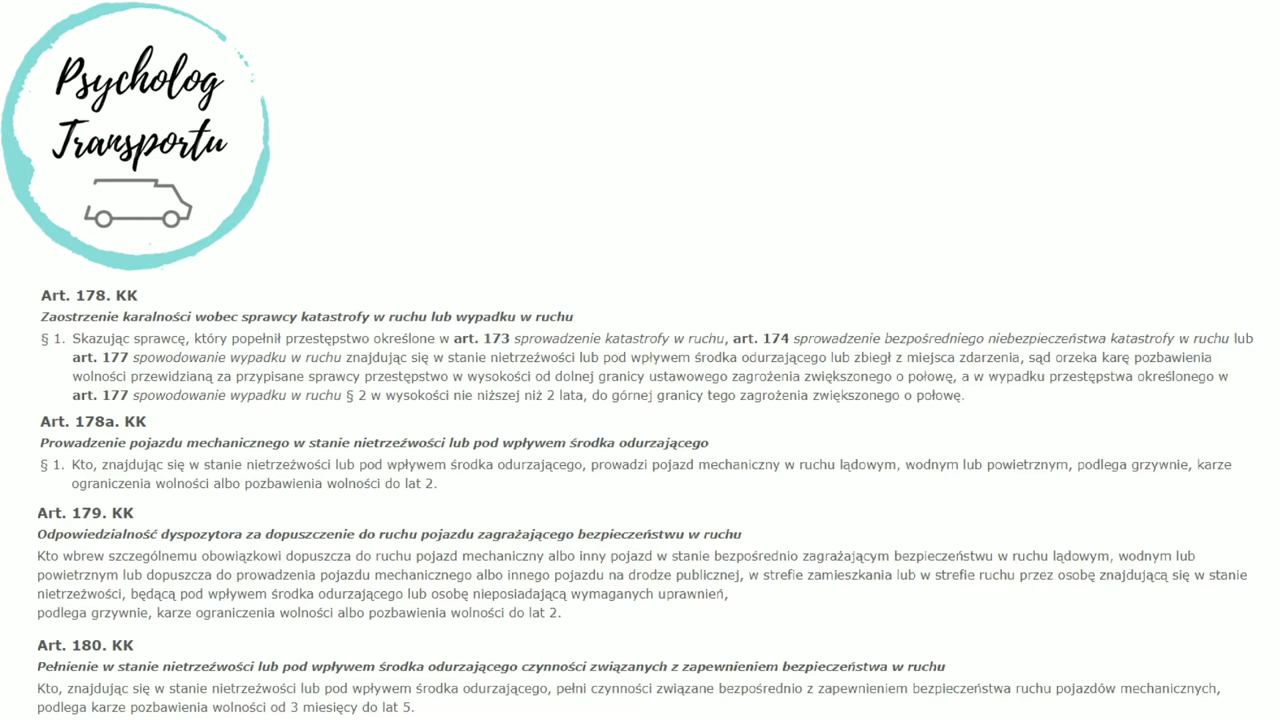 Psycholog
Transportu
Art. 178. KK
Zaostrzenie karalności wobec sprawcy katastrofy w ruchu lub wypadku w ruchu
§ 1. Skazując sprawcę, który popełnił przestępstwo określone w art. 173 sprowadzenie katastrofy w ruchu, art. 174 sprowadzenie bezpośredniego niebezpieczeństwa katastrofy w ruchu lub
art. 177 spowodowanie wypadku w ruchu znajdując się w stanie nietrzeźwości lub pod wpływem środka odurzającego lub zbiegł z miejsca zdarzenia, sąd orzeka karę pozbawienia
wolności przewidzianą za przypisane sprawcy przestępstwo w wysokości od dolnej granicy ustawowego zagrożenia zwiększonego o połowę, a w wypadku przestępstwa określonego w
art. 177 spowodowanie wypadku w ruchu § 2 w wysokości nie niższej niż 2 lata, do górnej granicy tego zagrożenia zwiększonego o połowę.
Art. 178a. KK
Prowadzenie pojazdu mechanicznego w stanie nietrzeźwości lub pod wpływem środka odurzającego
§ 1. Kto, znajdując się w stanie nietrzeźwości lub pod wpływem środka odurzającego, prowadzi pojazd mechaniczny w ruchu lądowym, wodnym lub powietrznym, podlega grzywnie, karze
ograniczenia wolności albo pozbawienia wolności do lat 2.
Art. 179. KK
Odpowiedzialność dyspozytora za dopuszczenie do ruchu pojazdu zagrażającego bezpieczeństwu w ruchu
Kto wbrew szczególnemu obowiązkowi dopuszcza do ruchu pojazd mechaniczny albo inny pojazd w stanie bezpośrednio zagrażającym bezpieczeństwu w ruchu lądowym, wodnym lub
powietrznym lub dopuszcza do prowadzenia pojazdu mechanicznego albo innego pojazdu na drodze publicznej, w strefie zamieszkania lub w strefie ruchu przez osobę znajdującą się w stanie
nietrzeźwości, będącą pod wpływem środka odurzającego lub osobę nieposiadającą wymaganych uprawnień,
podlega grzywnie, karze ograniczenia wolności albo pozbawienia wolności do lat 2.
Art. 180. KK
Pełnienie w stanie nietrzeźwości lub pod wpływem środka odurzającego czynności związanych z zapewnieniem bezpieczeństwa w ruchu
Kto, znajdując się w stanie nietrzeźwości lub pod wpływem środka odurzającego, pełni czynności związane bezpośrednio z zapewnieniem bezpieczeństwa ruchu pojazdów mechanicznych,
podlega karze pozbawienia wolności od 3 miesięcy do lat 5.